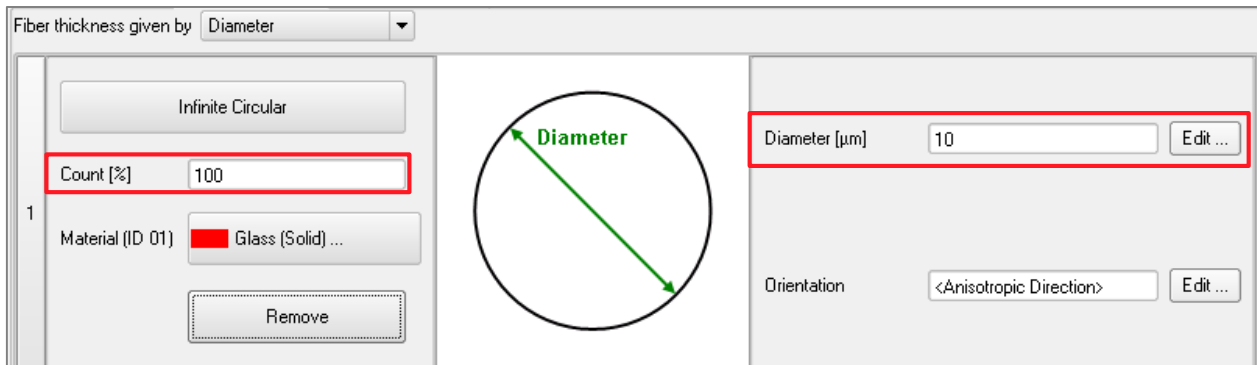 Fiber thickness given by Diameter
1
Infinite Circular
Count [%] 100
Material (ID 01) Glass (Solid) ...
Remove
Diameter
Diameter [µm] 10 Edit ...
Orientation <Anisotropic Direction> Edit ...